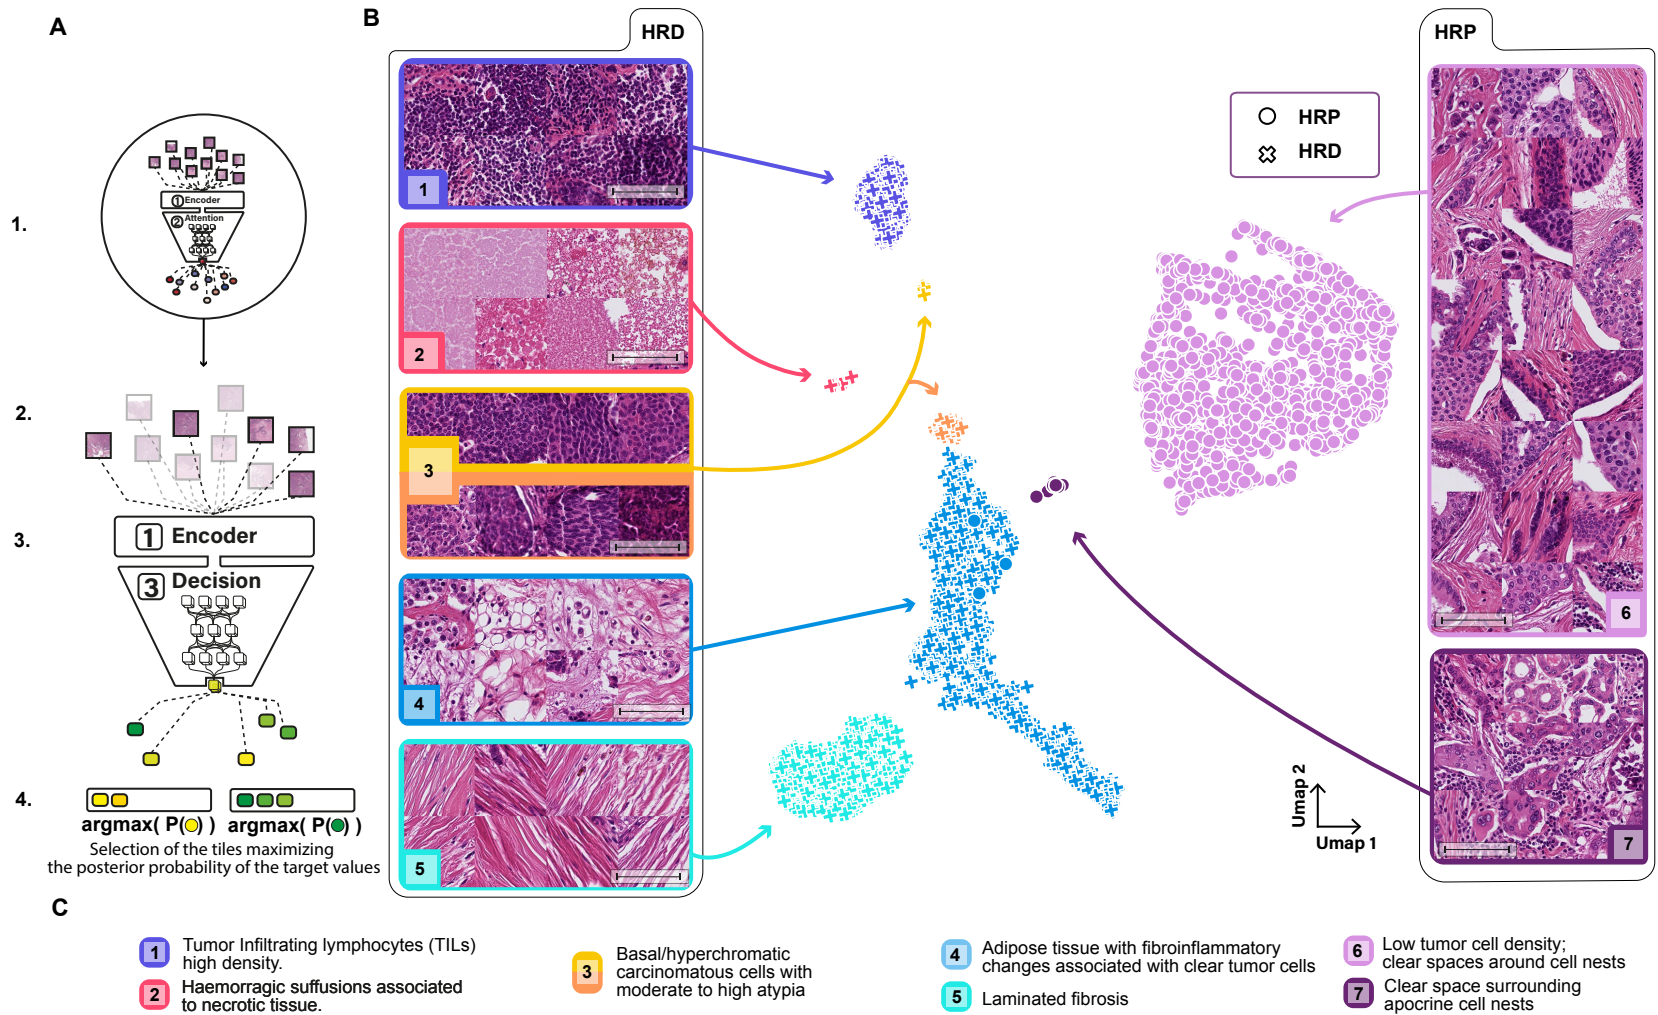 A
B
HRD
HRP
1.
1 Encoder
2 Attention
2.
3.
1 Encoder
3 Decision
4.
argmax( P( ) ) argmax( P( ) )
Selection of the tiles maximizing
the posterior probability of the target values
1
2
3
4
5
HRP
HRD
6
7
Umap 2
Umap 1
C
1 Tumor Infiltrating lymphocytes (TILs)
high density.
2 Haemorragic suffusions associated
to necrotic tissue.
3 Basal/hyperchromatic
carcinomatous cells with
moderate to high atypia
4 Adipose tissue with fibroinflammatory
changes associated with clear tumor cells
5 Laminated fibrosis
6 Low tumor cell density;
clear spaces around cell nests
7 Clear space surrounding
apocrine cell nests